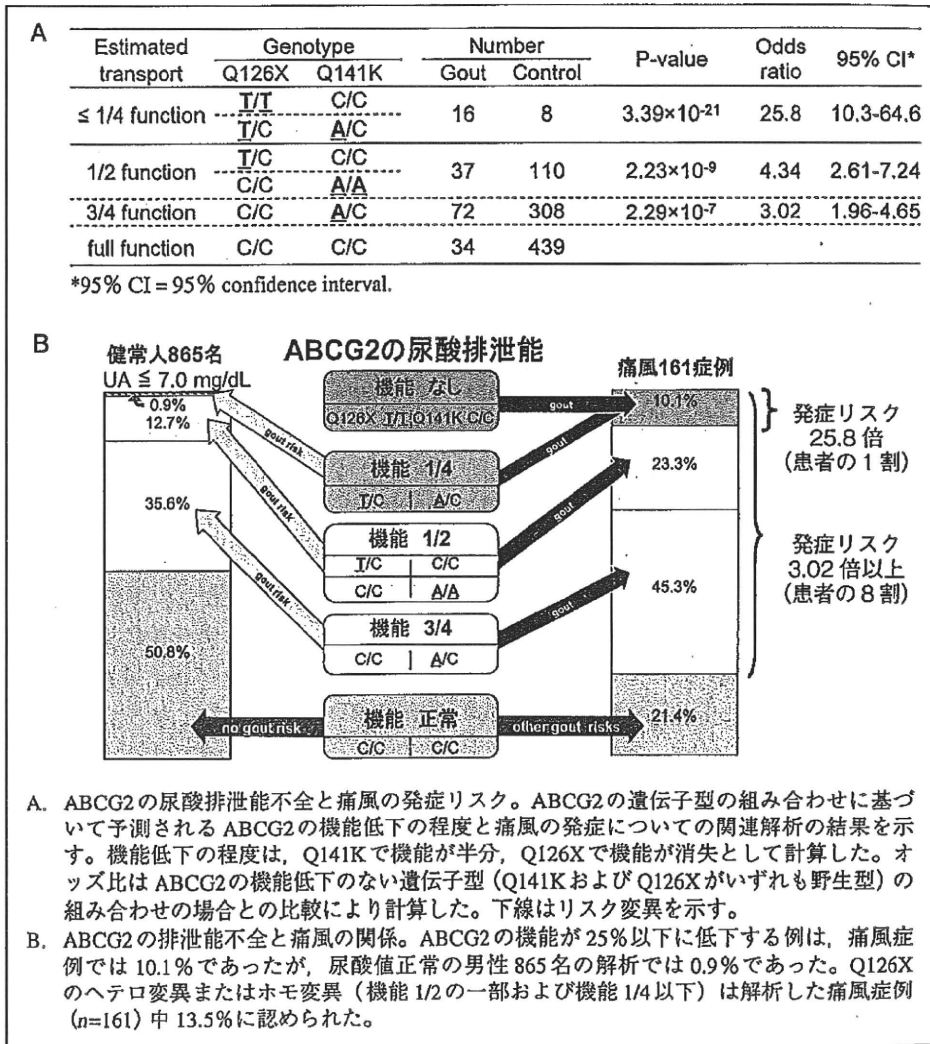 A
Estimated transport Genotype Number P-value Odds ratio 95% CI*
Q126X Q141K Gout Control
≤ 1/4 function T/T C/C 16 8 3.39×10-21 25.8 10.3-64.6
T/C A/C
1/2 function T/C C/C 37 110 2.23×10-9 4.34 2.61-7.24
C/C A/A
3/4 function C/C A/C 72 308 2.29×10-7 3.02 1.96-4.65
full function C/C C/C 34 439
*95% CI = 95% confidence interval.
B
健常人865名
UA ≦ 7.0 mg/dL
ABCG2の尿酸排泄能
痛風161症例
機能 なし
Q126X T/T Q141K C/C
機能 1/4
T/C A/C
機能 1/2
T/C C/C
C/C A/A
機能 3/4
C/C A/C
機能 正常
C/C C/C
0.9%
12.7%
35.6%
50.8%
gout risk
gout risk
gout risk
no gout risk
gout
gout
gout
gout
other gout risks
10.1%
23.3%
45.3%
21.4%
発症リスク
25.8 倍
(患者の1割)
発症リスク
3.02 倍以上
(患者の8割)
A. ABCG2の尿酸排泄能不全と痛風の発症リスク。ABCG2の遺伝子型の組み合わせに基づ
いて予測される ABCG2の機能低下の程度と痛風の発症についての関連解析の結果を示
す。機能低下の程度は，Q141Kで機能が半分，Q126Xで機能が消失として計算した。オ
ッズ比は ABCG2の機能低下のない遺伝子型（Q141Kおよび Q126Xがいずれも野生型）の
組み合わせの場合との比較により計算した。下線はリスク変異を示す。
B. ABCG2の排泄能不全と痛風の関係。ABCG2の機能が 25%以下に低下する例は，痛風症
例では 10.1%であったが，尿酸値正常の男性 865名の解析では 0.9%であった。Q126X
のヘテロ変異またはホモ変異（機能 1/2の一部および機能 1/4 以下）は解析した痛風症例
(n=161) 中 13.5%に認められた。